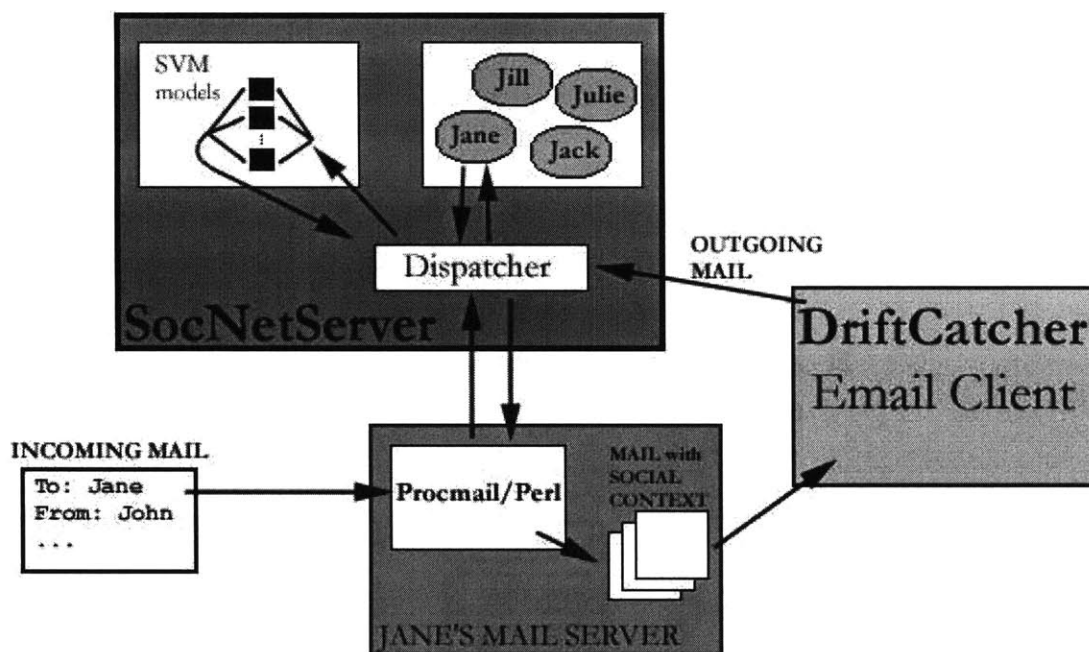 SVM
models
Jill
Julie
Jane
Jack
Dispatcher
SocNetServer
OUTGOING
MAIL
DriftCatcher
Email Client
INCOMING MAIL
To: Jane
From: John
...
Procmail/Perl
MAIL with
SOCIAL
CONTEXT
JANE'S MAIL SERVER